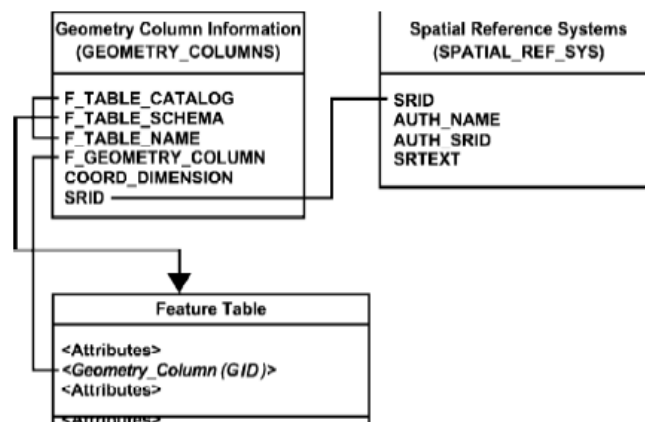 Geometry Column Information
(GEOMETRY_COLUMNS)
F_TABLE_CATALOG
F_TABLE_SCHEMA
F_TABLE_NAME
F_GEOMETRY_COLUMN
COORD_DIMENSION
SRID
Spatial Reference Systems
(SPATIAL_REF_SYS)
SRID
AUTH_NAME
AUTH_SRID
SRTEXT
Feature Table
<Attributes>
<Geometry_Column (GID)>
<Attributes>
<Attributes>